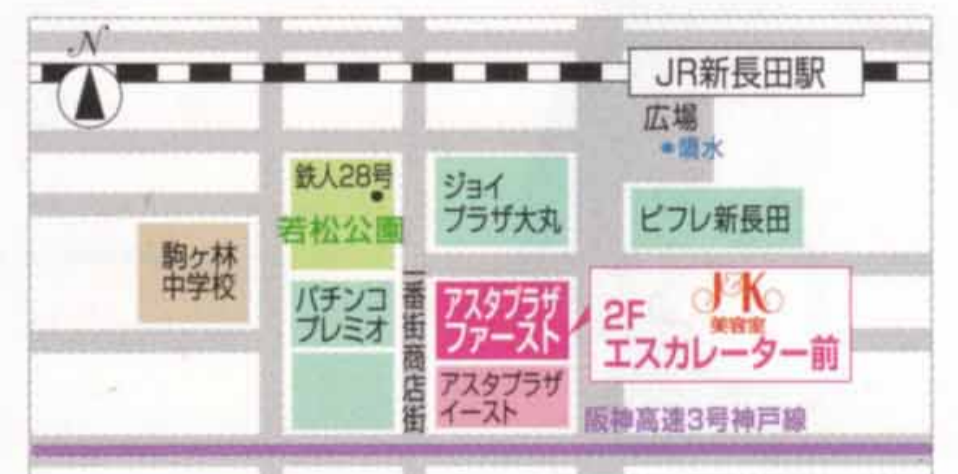 N
JR新長田駅
広場
噴水
鉄人28号
若松公園
ジョイ
プラザ大丸
ピフレ新長田
駒ヶ林
中学校
パチンコ
プレミオ
一番街商店街
アスタプラザ
ファースト
J&K
美容室
2F
エスカレーター前
アスタプラザ
イースト
阪神高速3号神戸線